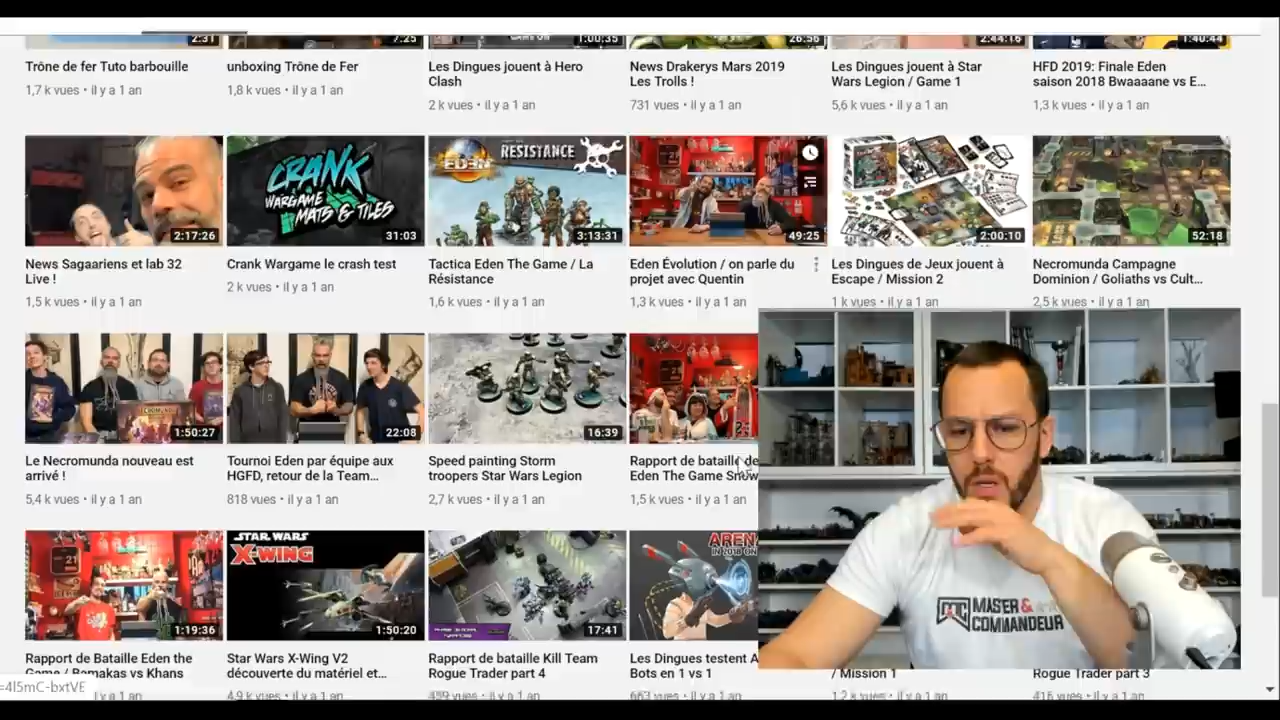 2:31
7:25
1:00:35
26:56
2:44:16
1:40:44
Trône de fer Tuto barbouille
1,7 k vues • il y a 1 an
unboxing Trône de Fer
1,8 k vues • il y a 1 an
Les Dingues jouent à Hero
Clash
2 k vues • il y a 1 an
News Drakerys Mars 2019
Les Trolls !
731 vues • il y a 1 an
Les Dingues jouent à Star
Wars Legion / Game 1
5,6 k vues • il y a 1 an
HFD 2019: Finale Eden
saison 2018 Bwaaaane vs E...
1,3 k vues • il y a 1 an
2:17:26
News Sagaariens et lab 32
Live !
1,5 k vues • il y a 1 an
CRANK
WARGAME
MATS & TILES
31:03
Crank Wargame le crash test
2 k vues • il y a 1 an
EDEN
RESISTANCE
3:13:31
Tactica Eden The Game / La
Résistance
1,6 k vues • il y a 1 an
49:25
Eden Évolution / on parle du
projet avec Quentin
1,3 k vues • il y a 1 an
2:00:10
Les Dingues de Jeux jouent à
Escape / Mission 2
1 k vues • il y a 1 an
52:18
Necromunda Campagne
Dominion / Goliaths vs Cult...
2,5 k vues • il y a 1 an
1:50:27
Le Necromunda nouveau est
arrivé !
5,4 k vues • il y a 1 an
22:08
Tournoi Eden par équipe aux
HGFD, retour de la Team...
818 vues • il y a 1 an
16:39
Speed painting Storm
troopers Star Wars Legion
2,7 k vues • il y a 1 an
Rapport de bataille de
Eden The Game Snow
1,5 k vues • il y a 1 an
21
1:19:36
Rapport de Bataille Eden the
Game / Bamakas vs Khans
STAR WARS
X-WING
1:50:20
Star Wars X-Wing V2
découverte du matériel et...
4,9 k vues • il y a 1 an
17:41
Rapport de bataille Kill Team
Rogue Trader part 4
459 vues • il y a 1 an
AREN
Les Dingues testent A
Bots en 1 vs 1
663 vues • il y a 1 an
/ Mission 1
1,2 k vues • il y a 1 an
Rogue Trader part 3
415 vues • il y a 1 an
MASTER &
COMMANDEUR